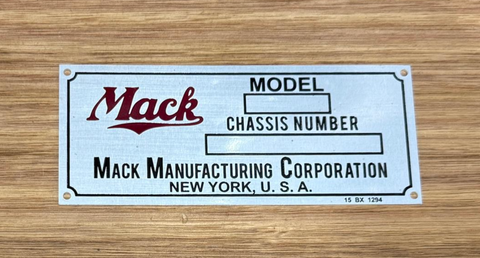 Mack
MODEL
CHASSIS NUMBER
MACK MANUFACTURING CORPORATION
NEW YORK, U. S. A.
15 BX 1294